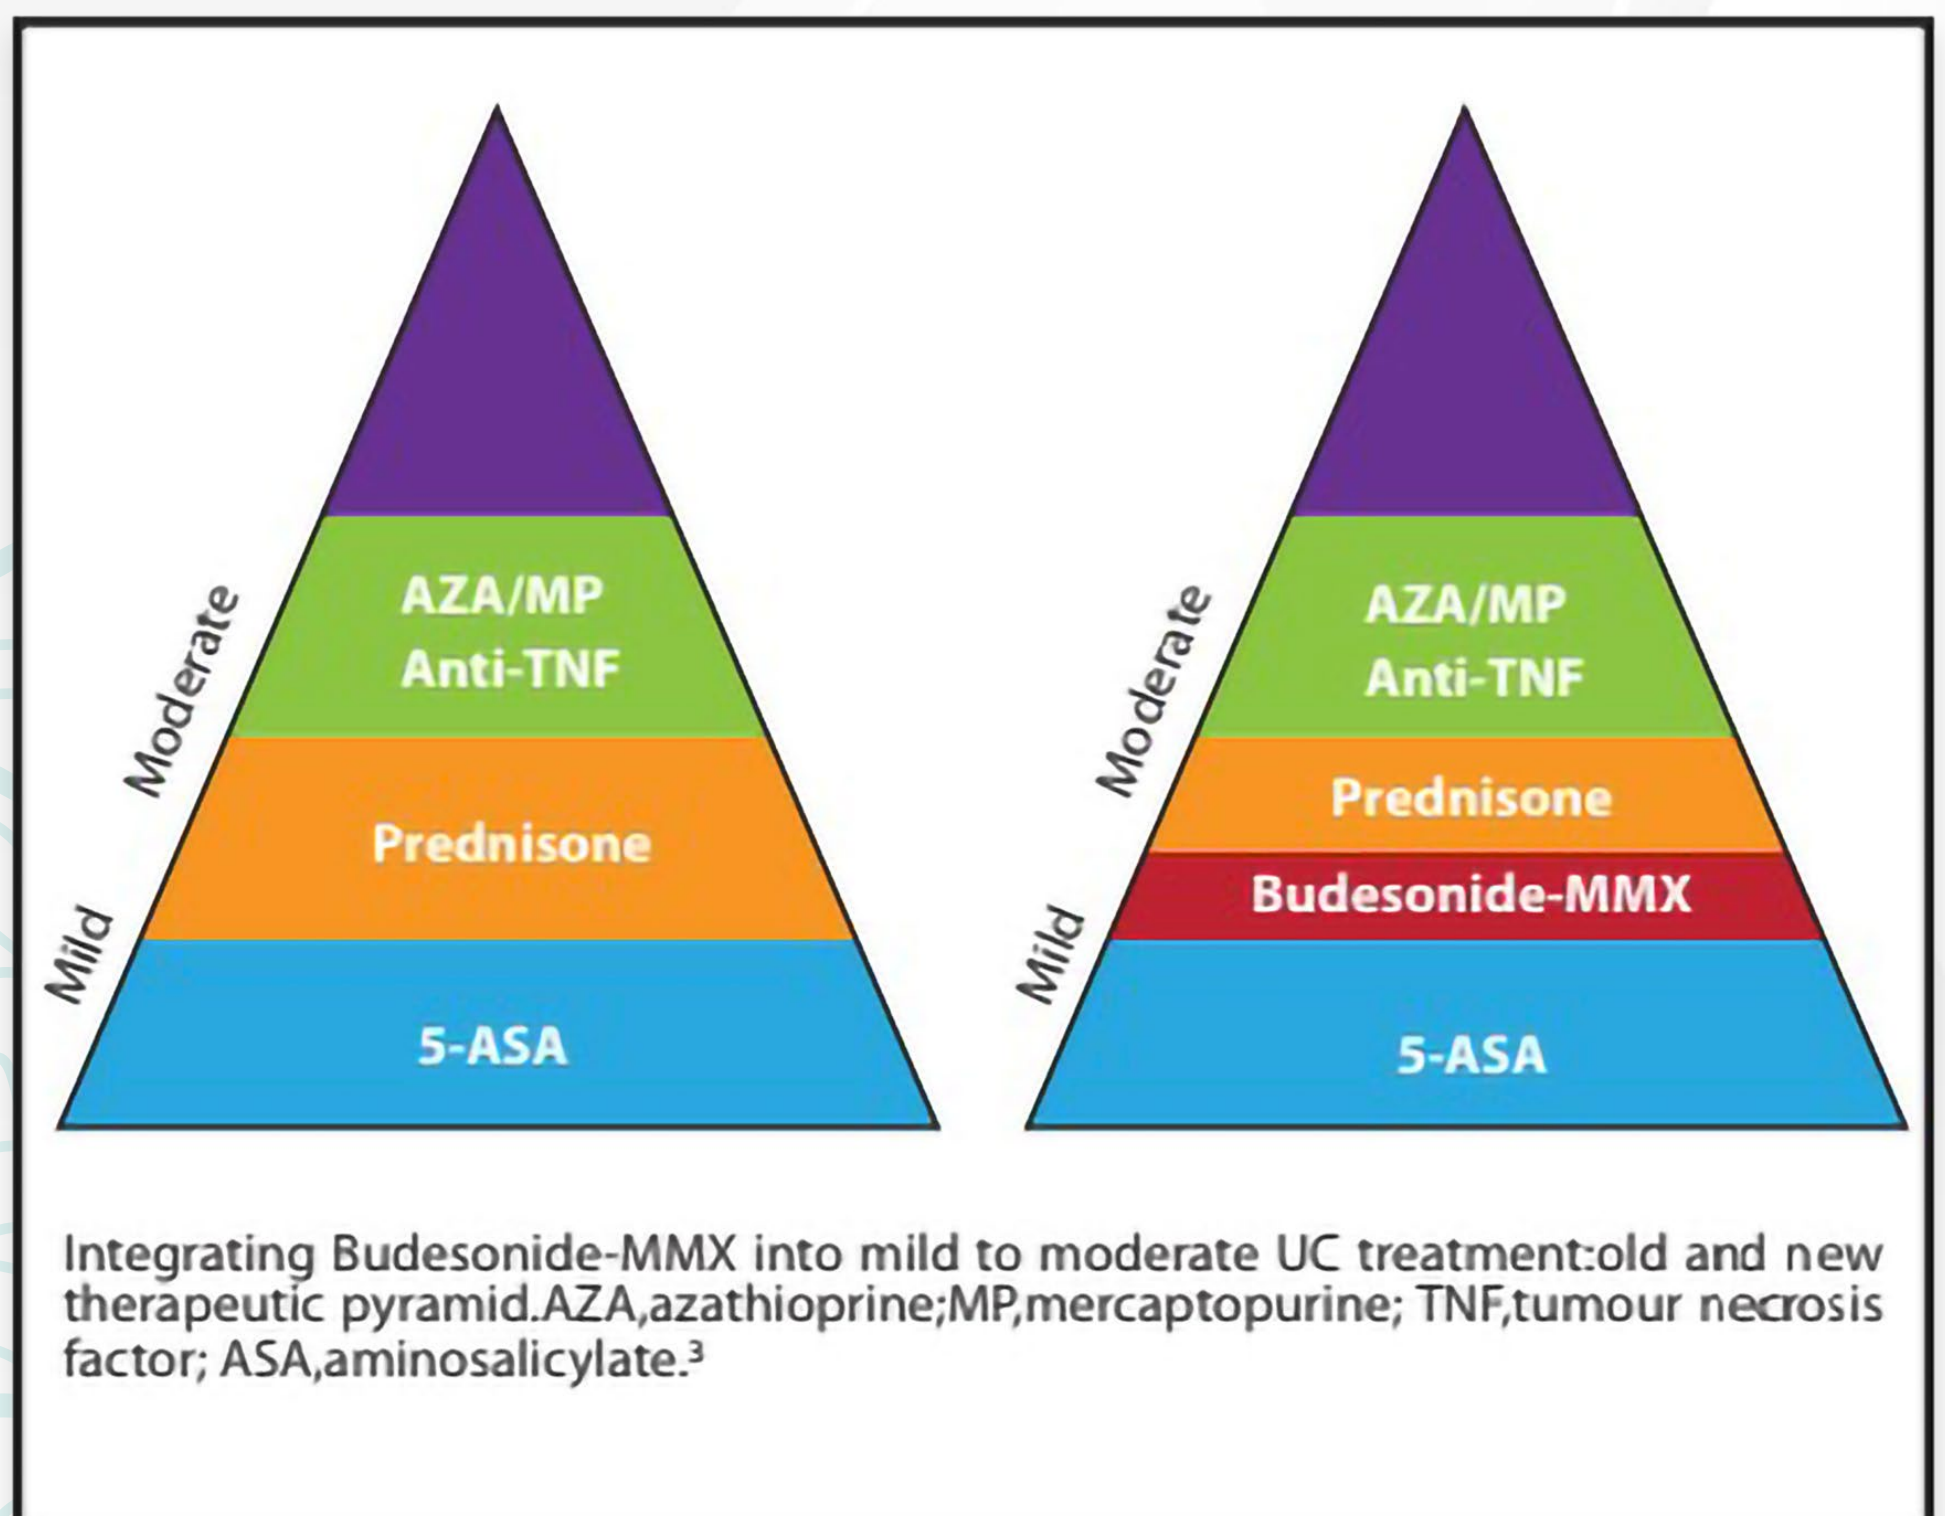 AZA/MP
Anti-TNF
Moderate
Prednisone
Mild
5-ASA
AZA/MP
Anti-TNF
Moderate
Prednisone
Budesonide-MMX
Mild
5-ASA
Integrating Budesonide-MMX into mild to moderate UC treatment:old and new
therapeutic pyramid.AZA,azathioprine;MP,mercaptopurine; TNF,tumour necrosis
factor; ASA,aminosalicylate.³